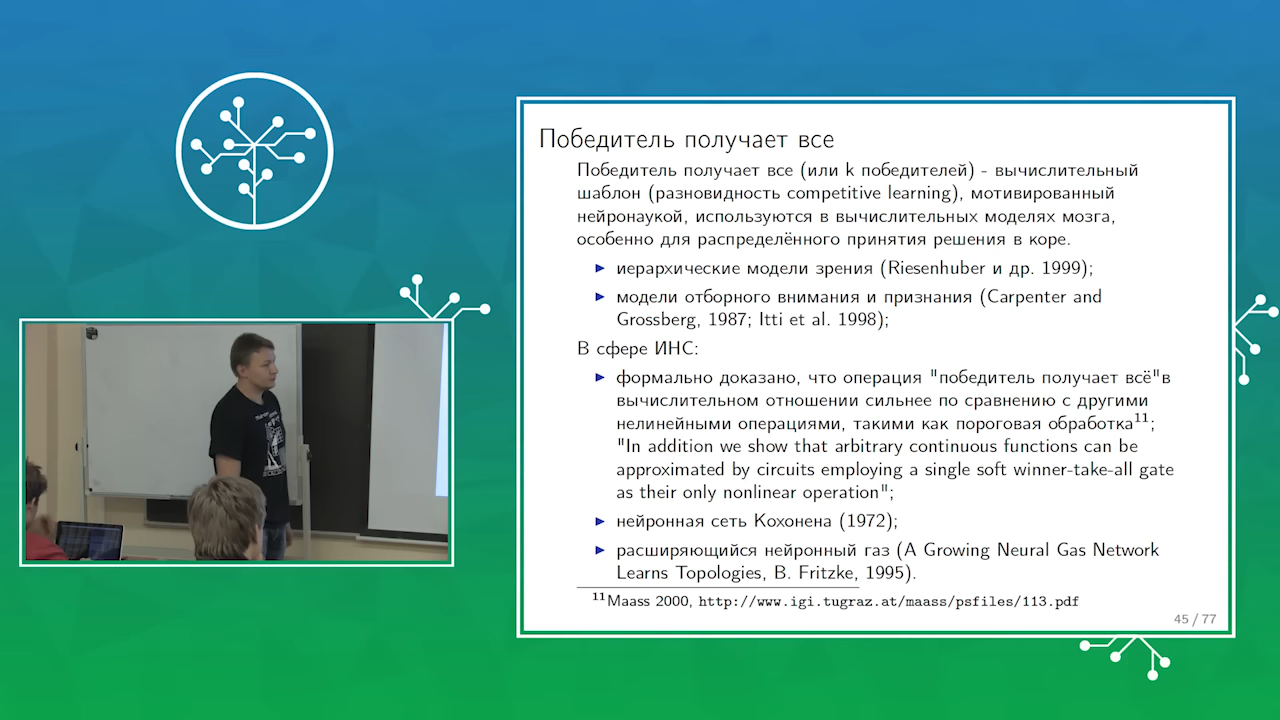 Победитель получает все
Победитель получает все (или k победителей) - вычислительный
шаблон (разновидность competitive learning), мотивированный
нейронаукой, используются в вычислительных моделях мозга,
особенно для распределённого принятия решения в коре.
иерархические модели зрения (Riesenhuber и др. 1999);
модели отборного внимания и признания (Carpenter and
Grossberg, 1987; Itti et al. 1998);
В сфере ИНС:
формально доказано, что операция "победитель получает всё"в
вычислительном отношении сильнее по сравнению с другими
нелинейными операциями, такими как пороговая обработка11;
"In addition we show that arbitrary continuous functions can be
approximated by circuits employing a single soft winner-take-all gate
as their only nonlinear operation";
нейронная сеть Кохонена (1972);
расширяющийся нейронный газ (A Growing Neural Gas Network
Learns Topologies, B. Fritzke, 1995).
11Maass 2000, http://www.igi.tugraz.at/maass/psfiles/113.pdf
45 / 77